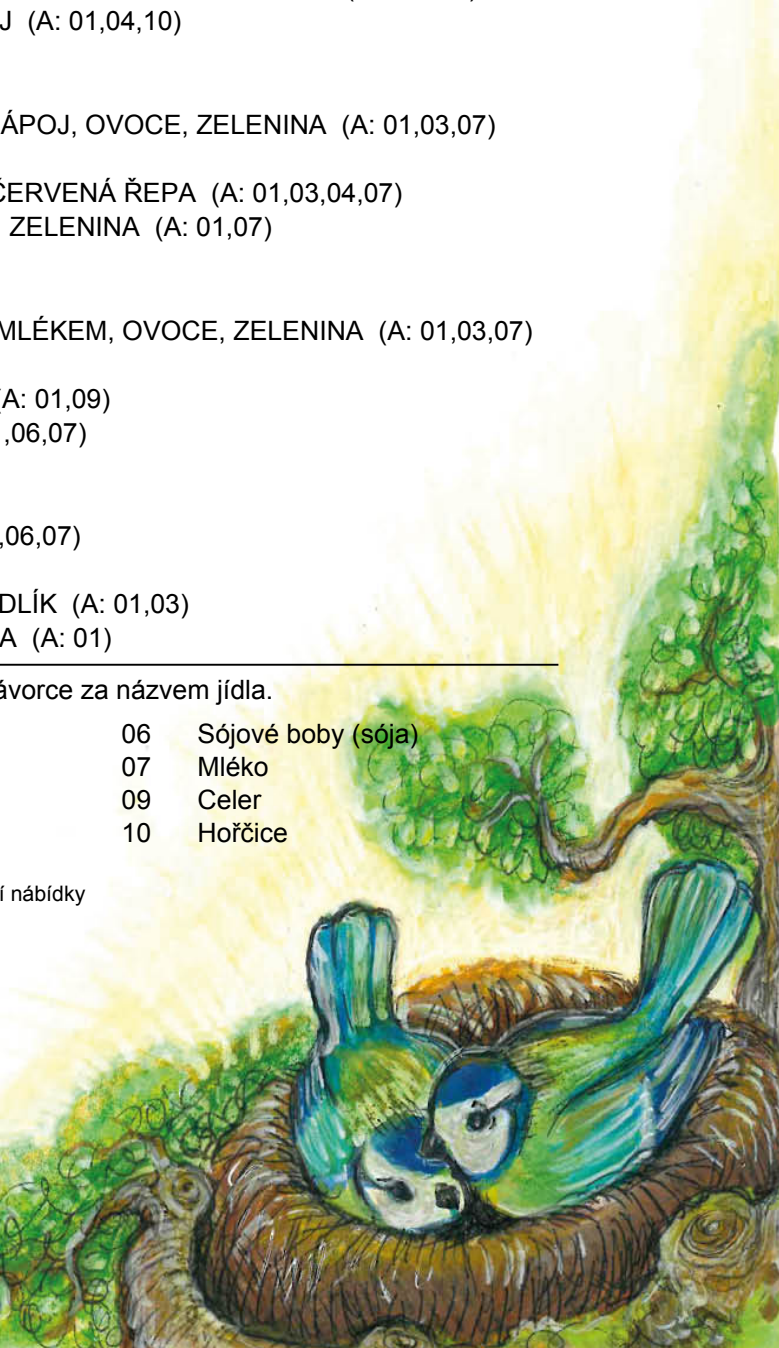 J (A: 01,04,10)
ÁPOJ, OVOCE, ZELENINA (A: 01,03,07)
ČERVENÁ ŘEPA (A: 01,03,04,07)
ZELENINA (A: 01,07)
MLÉKEM, OVOCE, ZELENINA (A: 01,03,07)
(A: 01,09)
,06,07)
,06,07)
DLÍK (A: 01,03)
A (A: 01)
ávorce za názvem jídla.
06 Sójové boby (sója)
07 Mléko
09 Celer
10 Hořčice
í nábídky